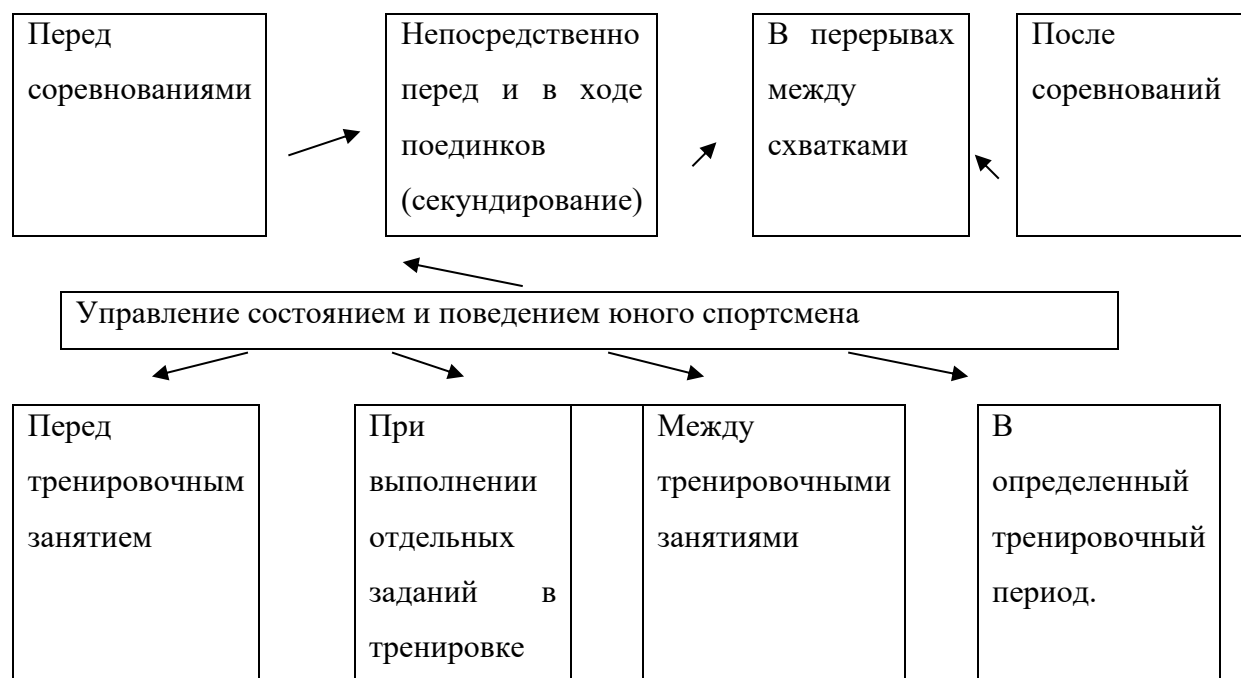 Перед
соревнованиями
Непосредственно
перед и в ходе
поединков
(секундирование)
В перерывах
между
схватками
После
соревнований
Управление состоянием и поведением юного спортсмена
Перед
тренировочным
занятием
При
выполнении
отдельных
заданий в
тренировке
Между
тренировочными
занятиями
В
определенный
тренировочный
период.